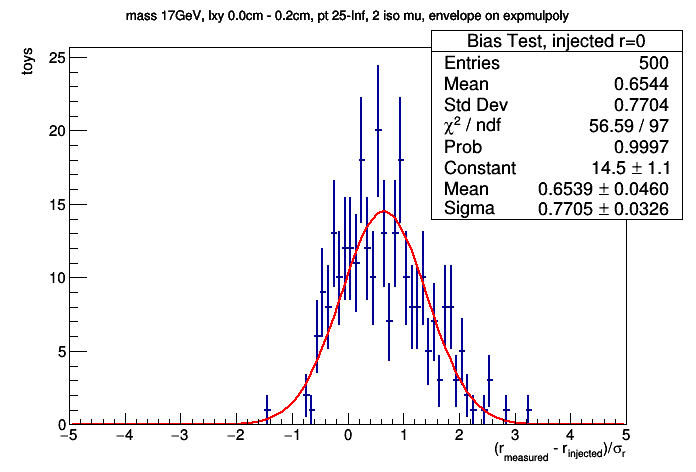 mass 17GeV, lxy 0.0cm - 0.2cm, pt 25-Inf, 2 iso mu, envelope on expmulpoly
Bias Test, injected r=0
Entries 500
Mean 0.6544
Std Dev 0.7704
χ² / ndf 56.59 / 97
Prob 0.9997
Constant 14.5 ± 1.1
Mean 0.6539 ± 0.0460
Sigma 0.7705 ± 0.0326
toys
25
20
15
10
5
0
−5 −4 −3 −2 −1 0 1 2 3 4 5
(r_measured - r_injected)/σ_r